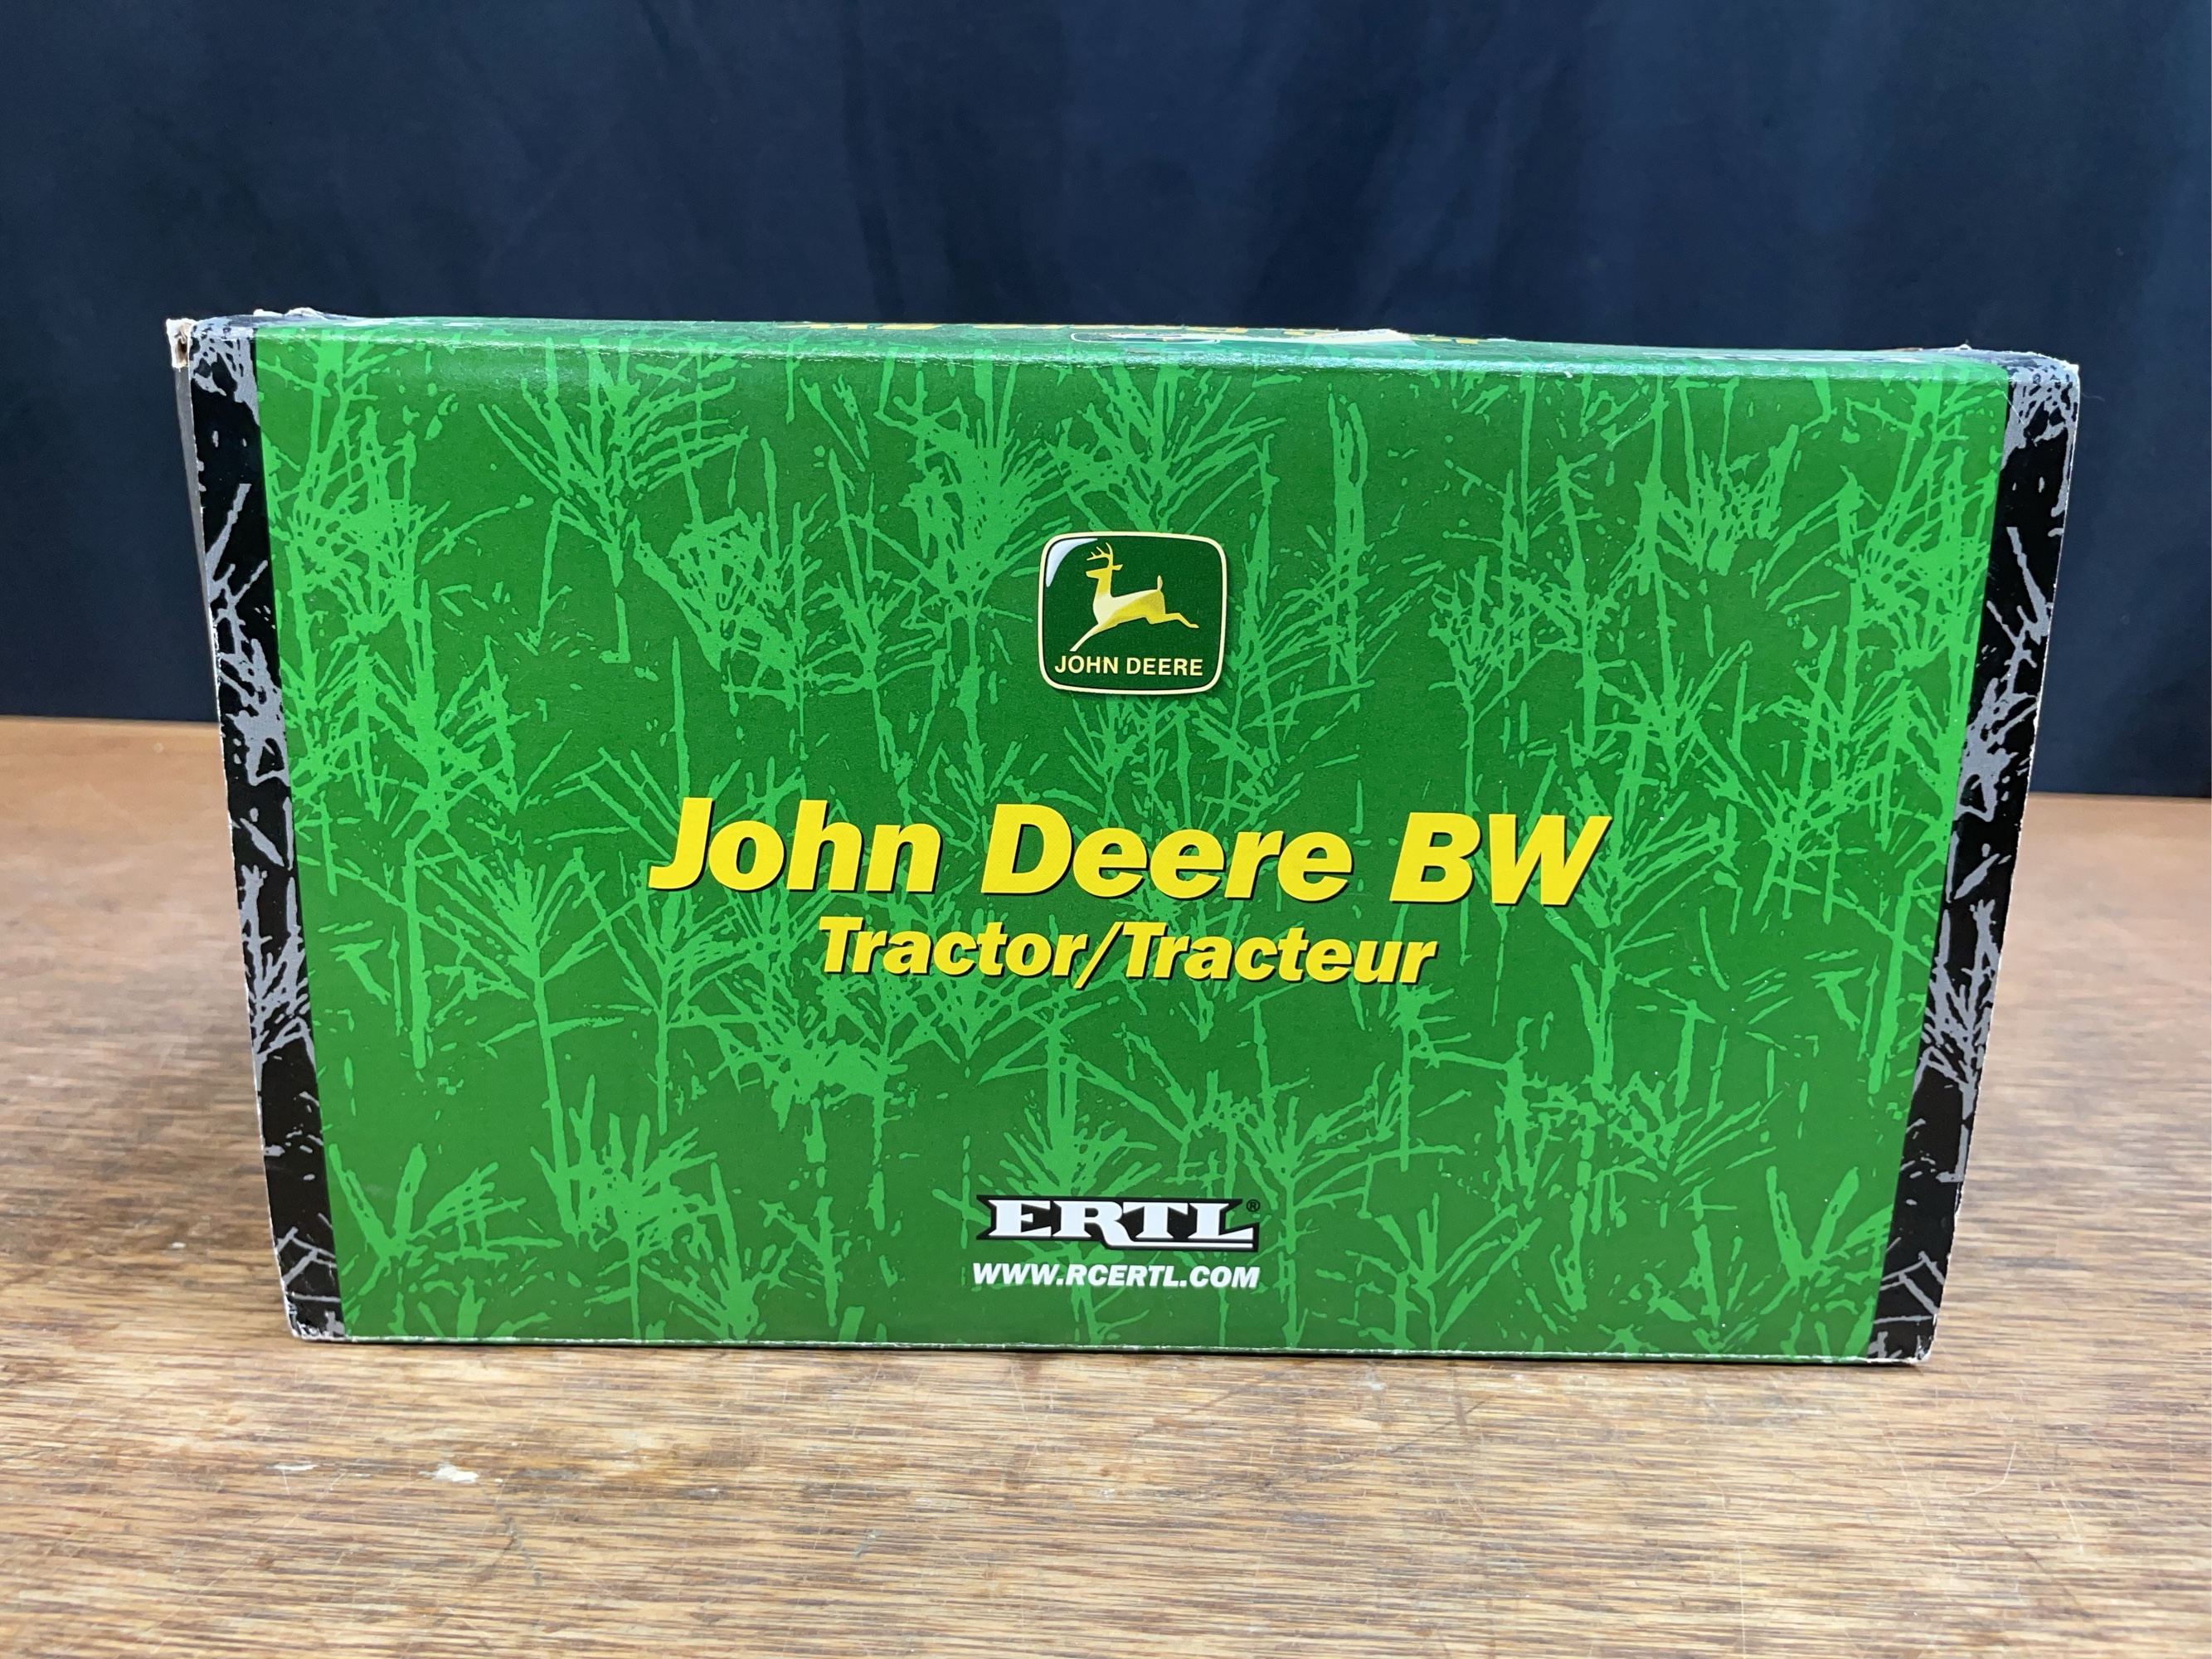 JOHN DEERE
John Deere BW
Tractor/Tracteur
ERTL®
WWW.RCERTL.COM